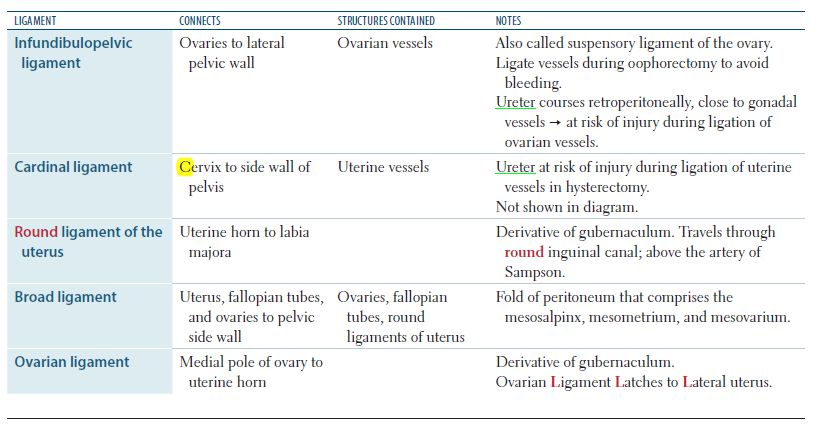 LIGAMENT CONNECTS STRUCTURES CONTAINED NOTES
Infundibulopelvic Ovaries to lateral Ovarian vessels Also called suspensory ligament of the ovary.
ligament pelvic wall Ligate vessels during oophorectomy to avoid
bleeding.
Ureter courses retroperitoneally, close to gonadal
vessels → at risk of injury during ligation of
ovarian vessels.
Cardinal ligament Cervix to side wall of Uterine vessels Ureter at risk of injury during ligation of uterine
pelvis vessels in hysterectomy.
Not shown in diagram.
Round ligament of the Uterine horn to labia Derivative of gubernaculum. Travels through
uterus majora round inguinal canal; above the artery of
Sampson.
Broad ligament Uterus, fallopian tubes, Ovaries, fallopian Fold of peritoneum that comprises the
and ovaries to pelvic tubes, round mesosalpinx, mesometrium, and mesovarium.
side wall ligaments of uterus
Ovarian ligament Medial pole of ovary to Derivative of gubernaculum.
uterine horn Ovarian Ligament Latches to Lateral uterus.